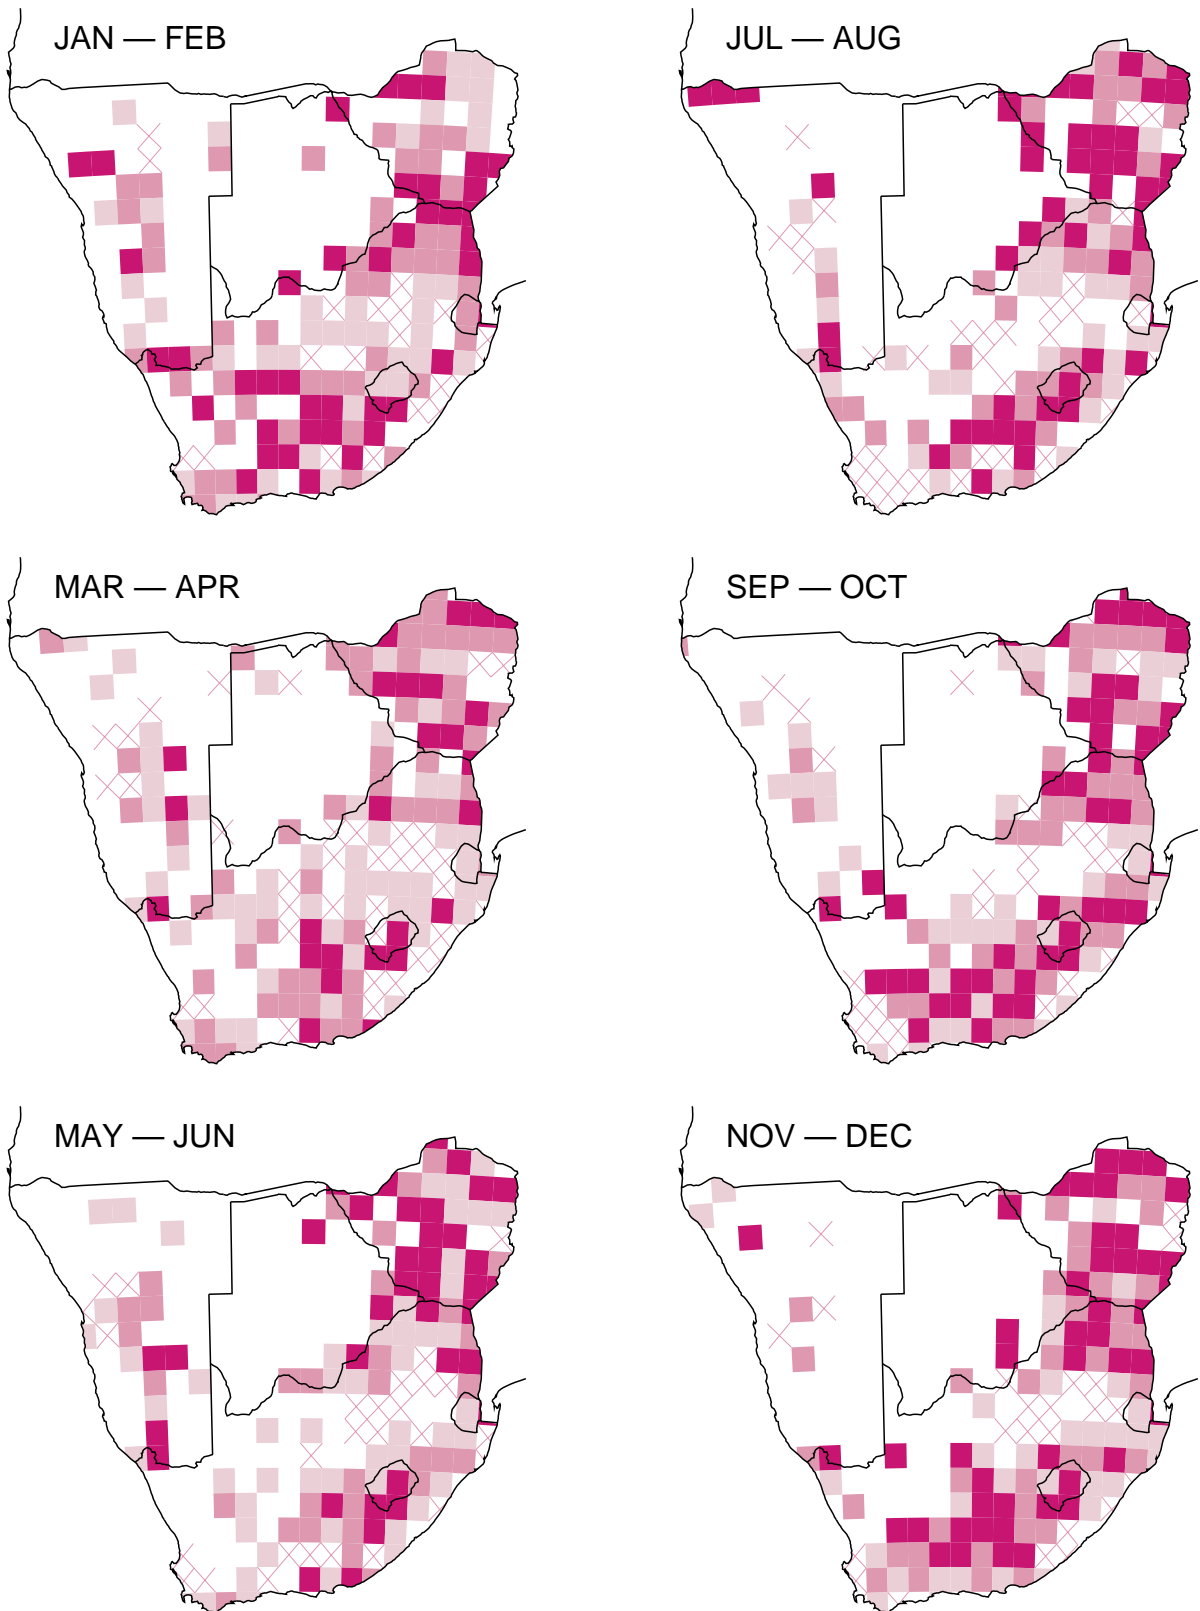 JAN — FEB
JUL — AUG
MAR — APR
SEP — OCT
MAY — JUN
NOV — DEC